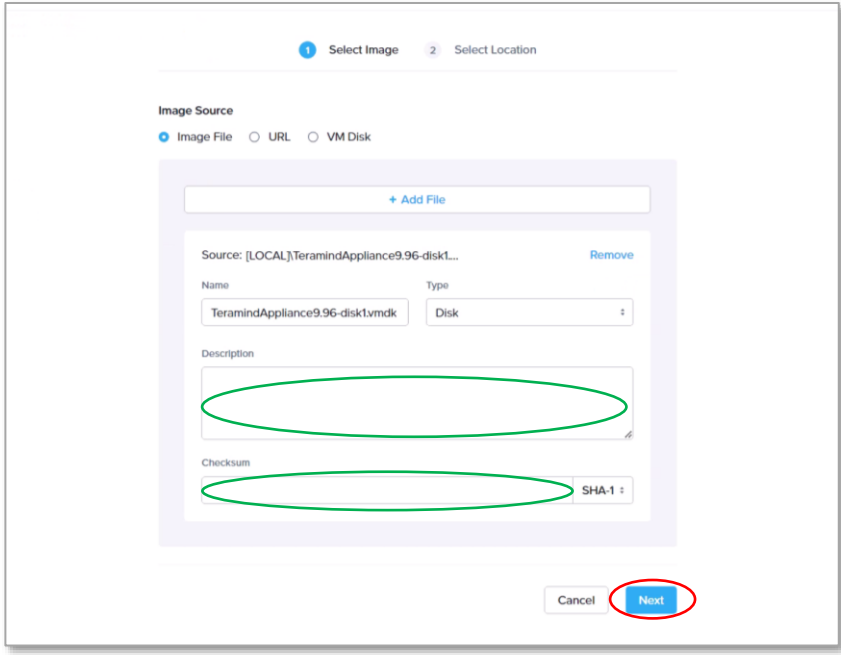 1 Select Image 2 Select Location
Image Source
Image File URL VM Disk
+ Add File
Source: [LOCAL]\TeramindAppliance9.96-disk1.... Remove
Name Type
TeramindAppliance9.96-disk1.vmdk Disk
Description
Checksum
SHA-1
Cancel Next